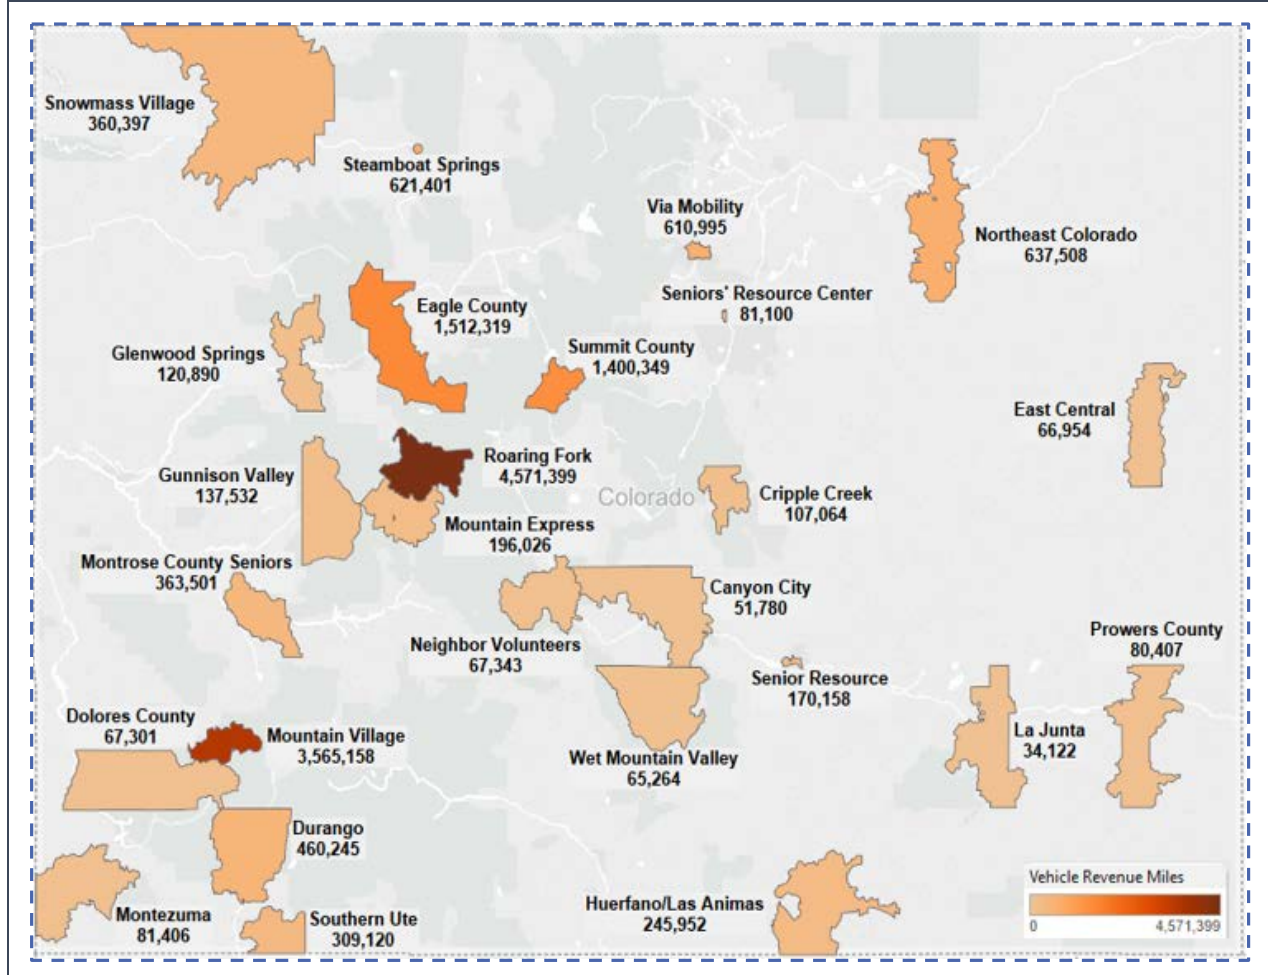 Snowmass Village
360,397
Steamboat Springs
621,401
Via Mobility
610,995
Northeast Colorado
637,508
Seniors' Resource Center
81,100
Eagle County
1,512,319
Glenwood Springs
120,890
Summit County
1,400,349
East Central
66,954
Roaring Fork
4,571,399
Gunnison Valley
137,532
Colorado
Cripple Creek
107,064
Mountain Express
196,026
Montrose County Seniors
363,501
Canyon City
51,780
Neighbor Volunteers
67,343
Prowers County
80,407
Senior Resource
170,158
Dolores County
67,301
Mountain Village
3,565,158
La Junta
34,122
Wet Mountain Valley
65,264
Durango
460,245
Huerfano/Las Animas
245,952
Montezuma
81,406
Southern Ute
309,120
Vehicle Revenue Miles
0
4,571,399